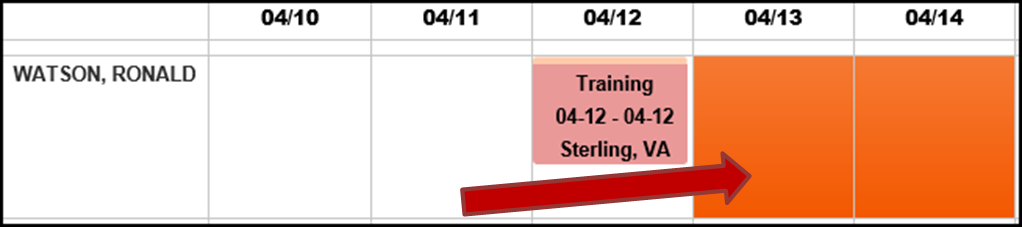 04/10 04/11 04/12 04/13 04/14
WATSON, RONALD
Training
04-12 - 04-12
Sterling, VA